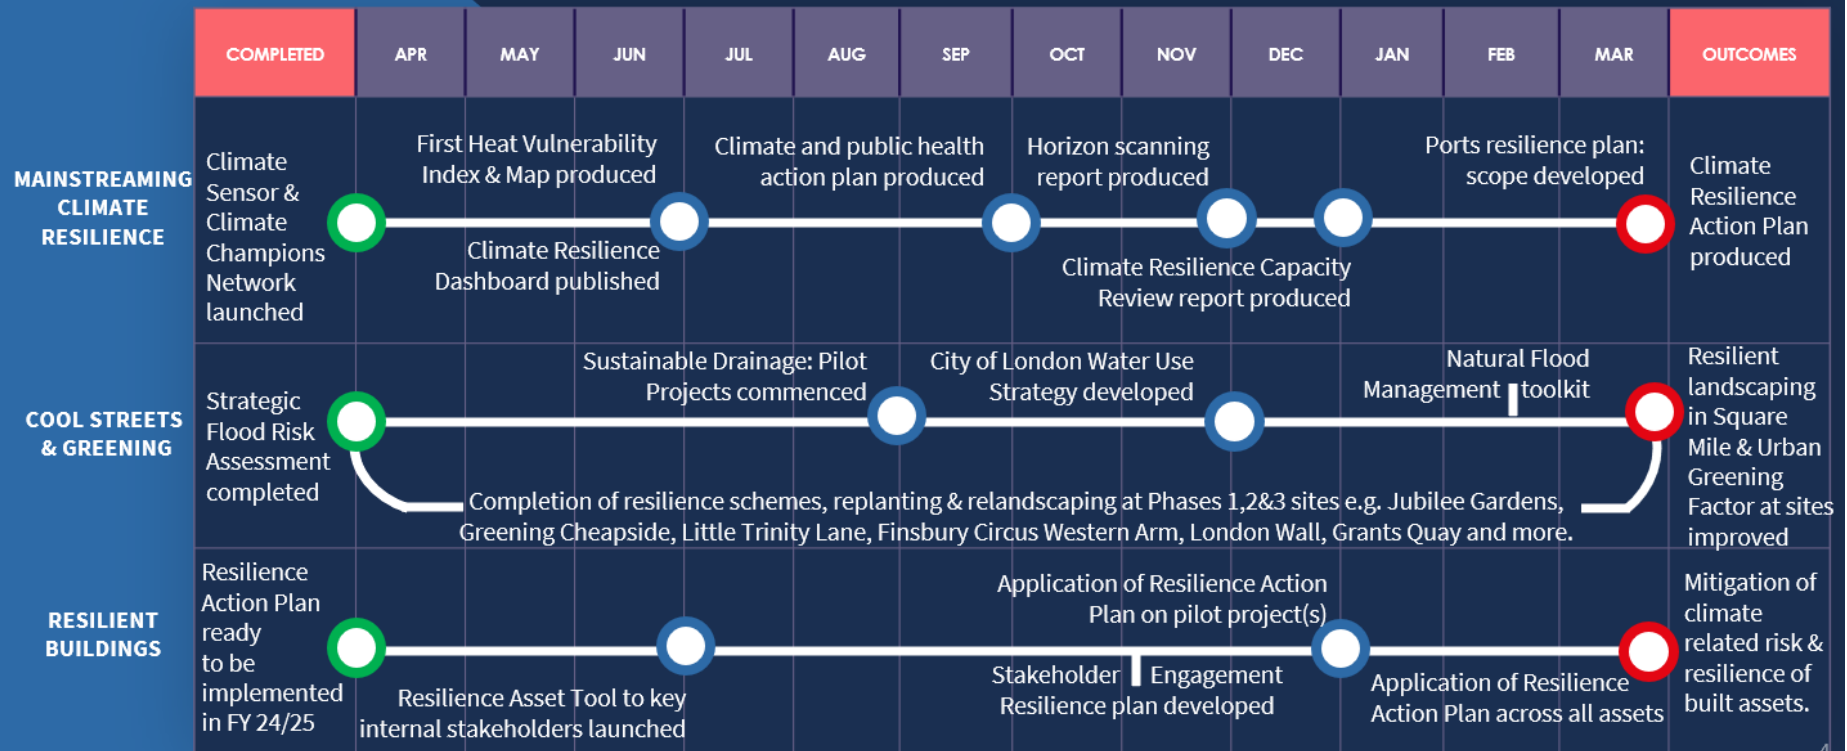 COMPLETED
APR
MAY
JUN
JUL
AUG
SEP
OCT
NOV
DEC
JAN
FEB
MAR
OUTCOMES
MAINSTREAMING
CLIMATE
RESILIENCE
Climate
Sensor &
Climate
Champions
Network
launched
First Heat Vulnerability
Index & Map produced
Climate Resilience
Dashboard published
Climate and public health
action plan produced
Horizon scanning
report produced
Climate Resilience Capacity
Review report produced
Ports resilience plan:
scope developed
Climate
Resilience
Action Plan
produced
COOL STREETS
& GREENING
Strategic
Flood Risk
Assessment
completed
Sustainable Drainage: Pilot
Projects commenced
City of London Water Use
Strategy developed
Natural Flood
Management toolkit
Completion of resilience schemes, replanting & relandscaping at Phases 1,2&3 sites e.g. Jubilee Gardens,
Greening Cheapside, Little Trinity Lane, Finsbury Circus Western Arm, London Wall, Grants Quay and more.
Resilient
landscaping
in Square
Mile & Urban
Greening
Factor at sites
improved
RESILIENT
BUILDINGS
Resilience
Action Plan
ready
to be
implemented
in FY 24/25
Resilience Asset Tool to key
internal stakeholders launched
Application of Resilience Action
Plan on pilot project(s)
Stakeholder Engagement
Resilience plan developed
Application of Resilience
Action Plan across all assets
Mitigation of
climate
related risk &
resilience of
built assets.